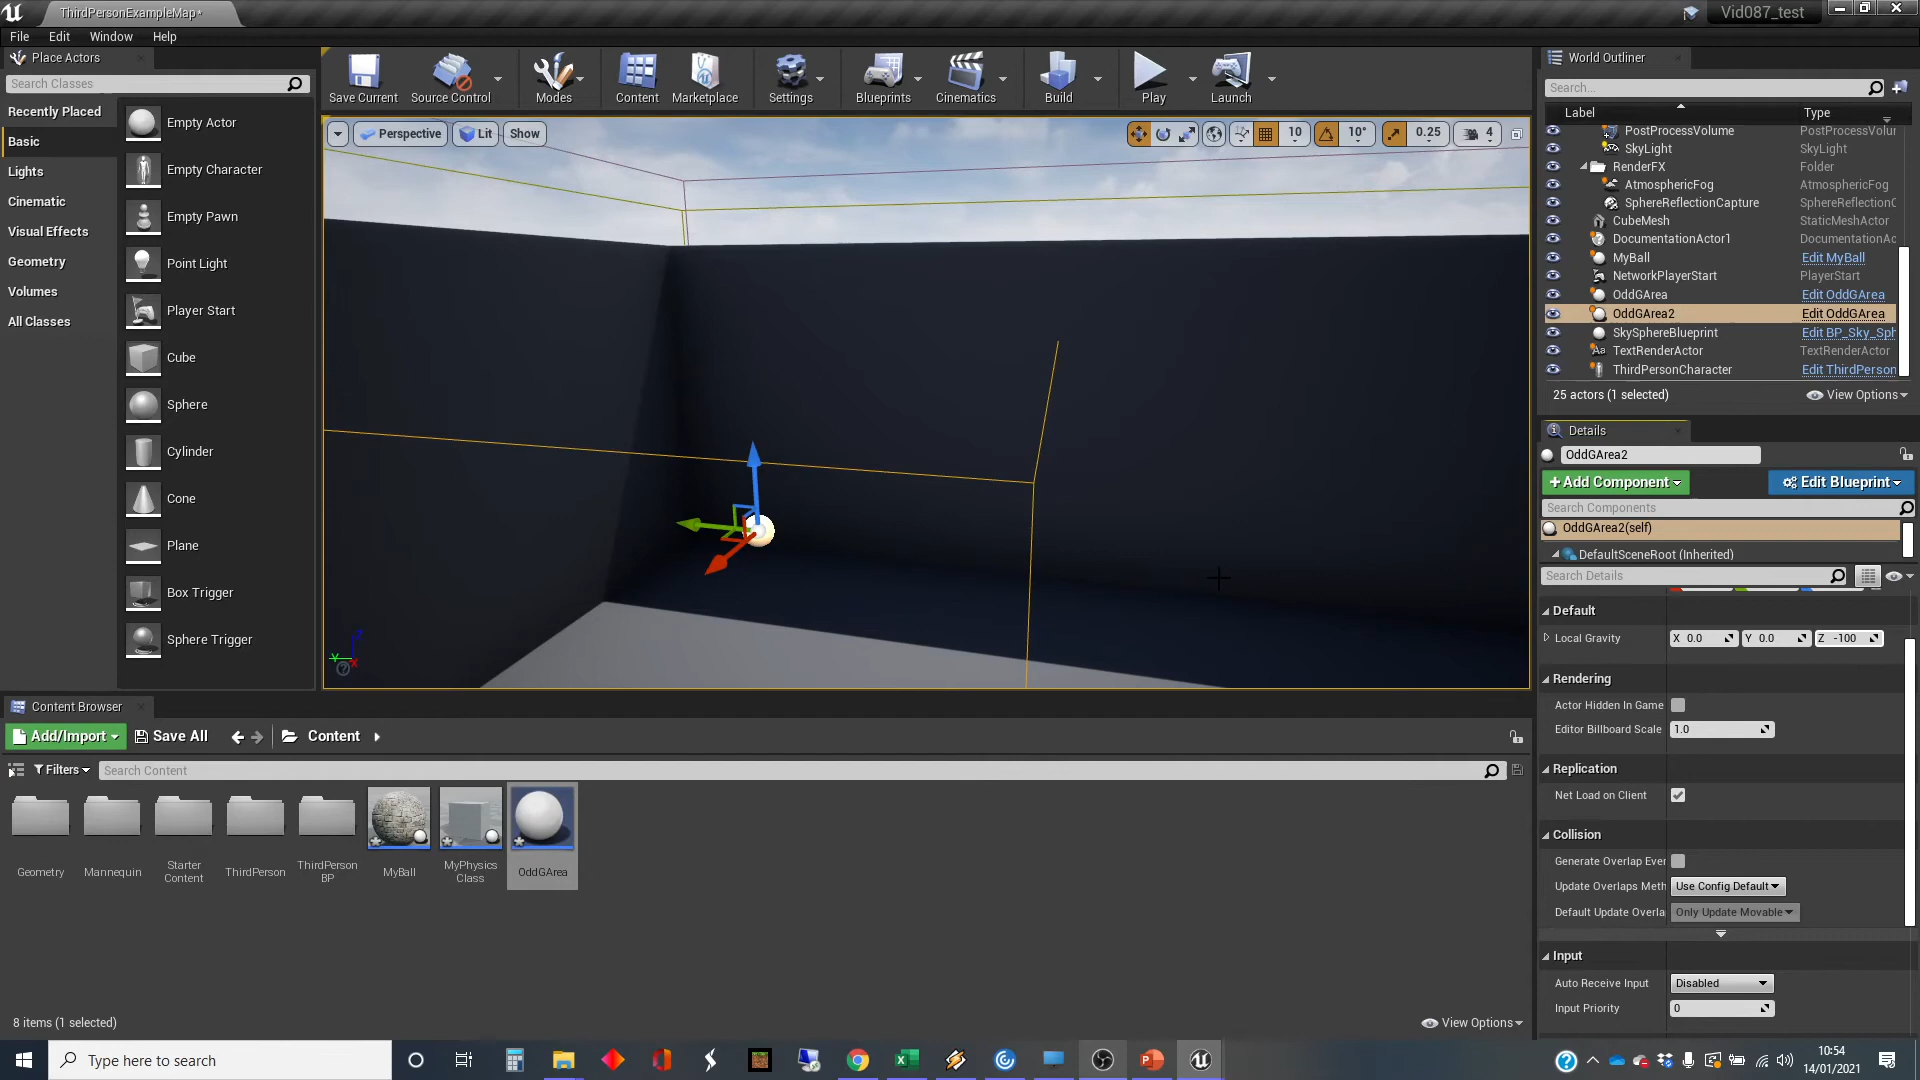 ThirdPersonExampleMap*
Vid087_test
File Edit Window Help
Place Actors
Search Classes
Recently Placed
Basic
Lights
Cinematic
Visual Effects
Geometry
Volumes
All Classes
Empty Actor
Empty Character
Empty Pawn
Point Light
Player Start
Cube
Sphere
Cylinder
Cone
Plane
Box Trigger
Sphere Trigger
Save Current Source Control Modes Content Marketplace Settings Blueprints Cinematics Build Play Launch
Perspective Lit Show
10 10° 0.25 4
World Outliner
Search...
Label Type
PostProcessVolume PostProcessVolur
SkyLight SkyLight
RenderFX Folder
AtmosphericFog AtmosphericFog
SphereReflectionCapture SphereReflectionC
CubeMesh StaticMeshActor
DocumentationActor1 DocumentationAc
MyBall Edit MyBall
NetworkPlayerStart PlayerStart
OddGArea Edit OddGArea
OddGArea2 Edit OddGArea
SkySphereBlueprint Edit BP_Sky_Sph
TextRenderActor TextRenderActor
ThirdPersonCharacter Edit ThirdPerson
25 actors (1 selected) View Options
Details
OddGArea2
+Add Component Edit Blueprint
Search Components
OddGArea2(self)
DefaultSceneRoot (Inherited)
Search Details
Default
Local Gravity X 0.0 Y 0.0 Z -100
Rendering
Actor Hidden In Game
Editor Billboard Scale 1.0
Replication
Net Load on Client
Collision
Generate Overlap Ever
Update Overlaps Meth Use Config Default
Default Update Overla Only Update Movable
Input
Auto Receive Input Disabled
Input Priority 0
Z
Y
X
Content Browser
Add/Import Save All Content
Filters Search Content
Geometry
Mannequin
Starter
Content
ThirdPerson
ThirdPerson
BP
MyBall
MyPhysics
Class
OddGArea
8 items (1 selected) View Options
Type here to search
10:54
14/01/2021